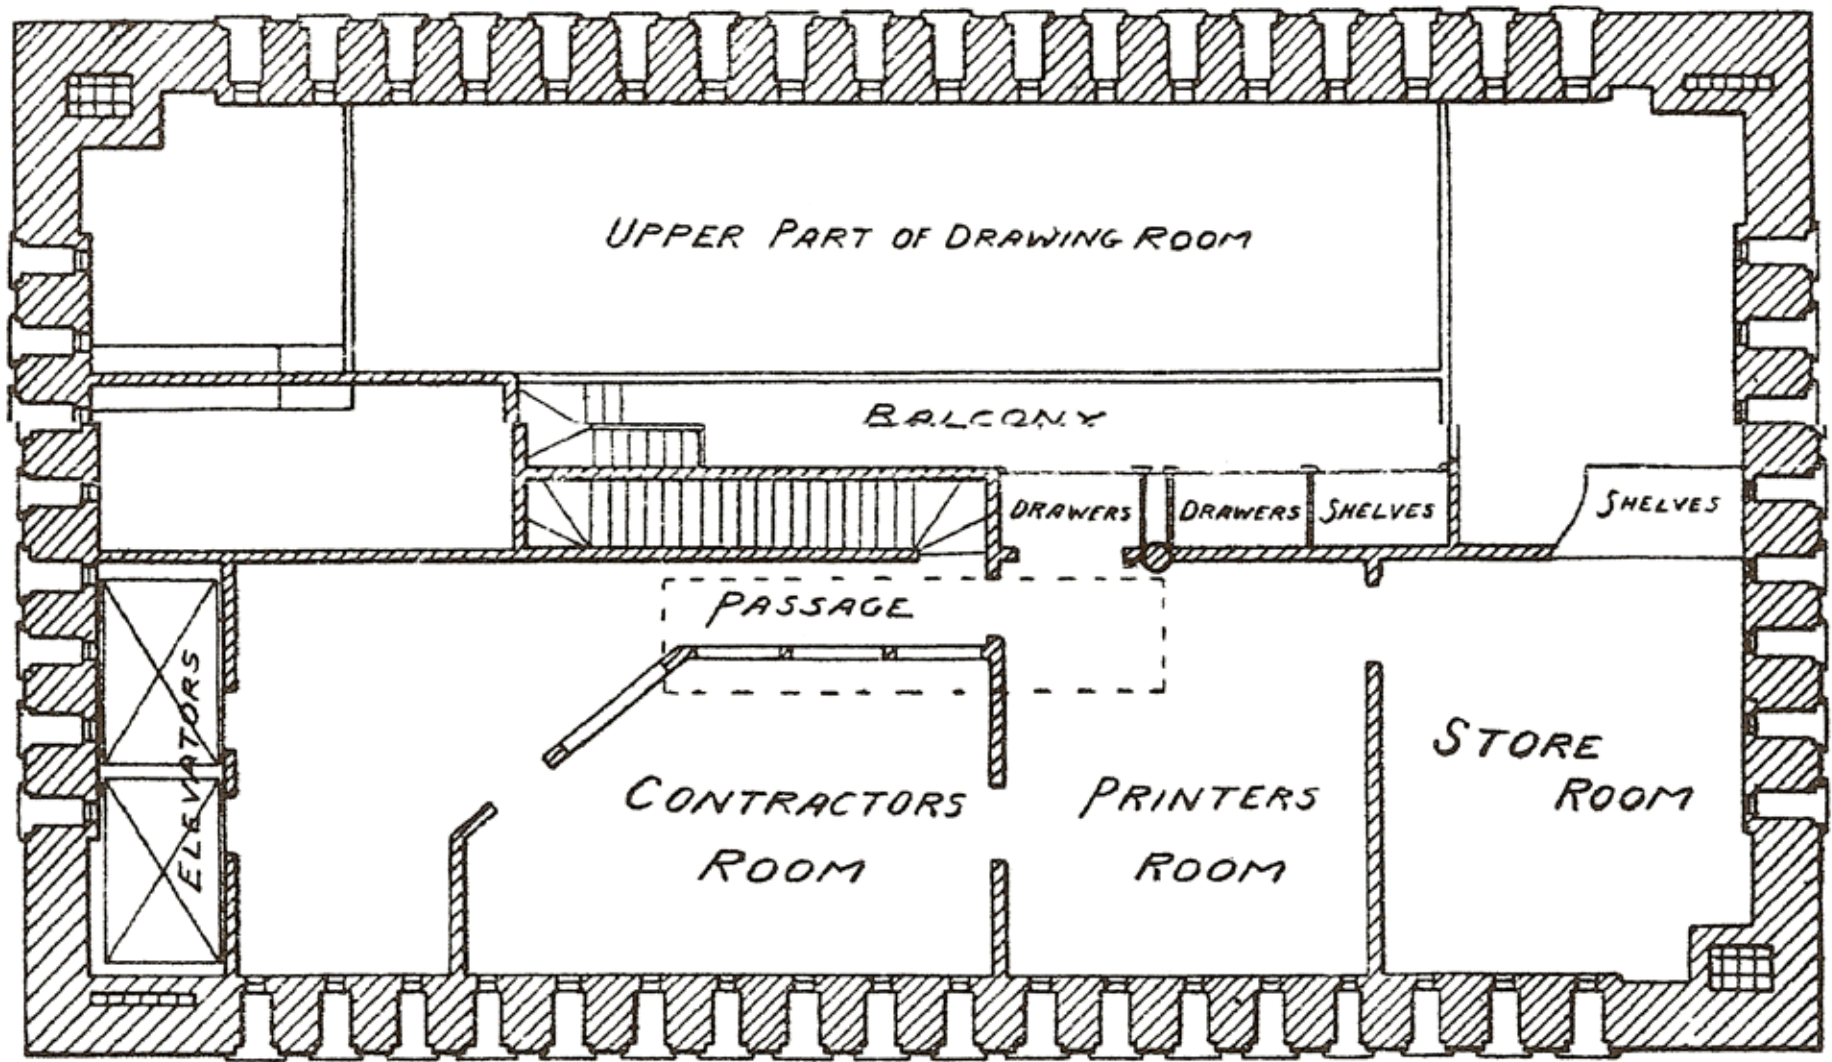 UPPER PART OF DRAWING ROOM
BALCONY
DRAWERS
DRAWERS
SHELVES
SHELVES
PASSAGE
ELEVATORS
CONTRACTORS
ROOM
PRINTERS
ROOM
STORE
ROOM